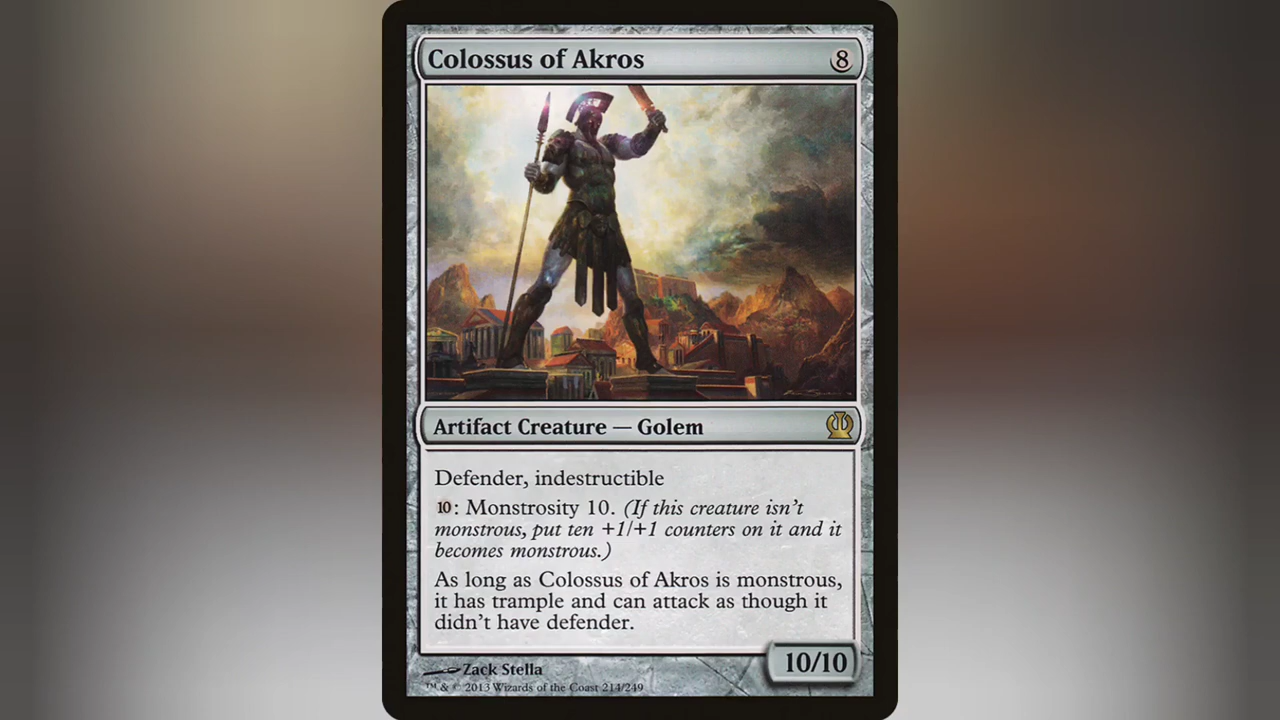 Colossus of Akros 8
Artifact Creature — Golem
Defender, indestructible
10: Monstrosity 10. (If this creature isn't
monstrous, put ten +1/+1 counters on it and it
becomes monstrous.)
As long as Colossus of Akros is monstrous,
it has trample and can attack as though it
didn't have defender.
10/10
Zack Stella
™ & © 2013 Wizards of the Coast 214/249